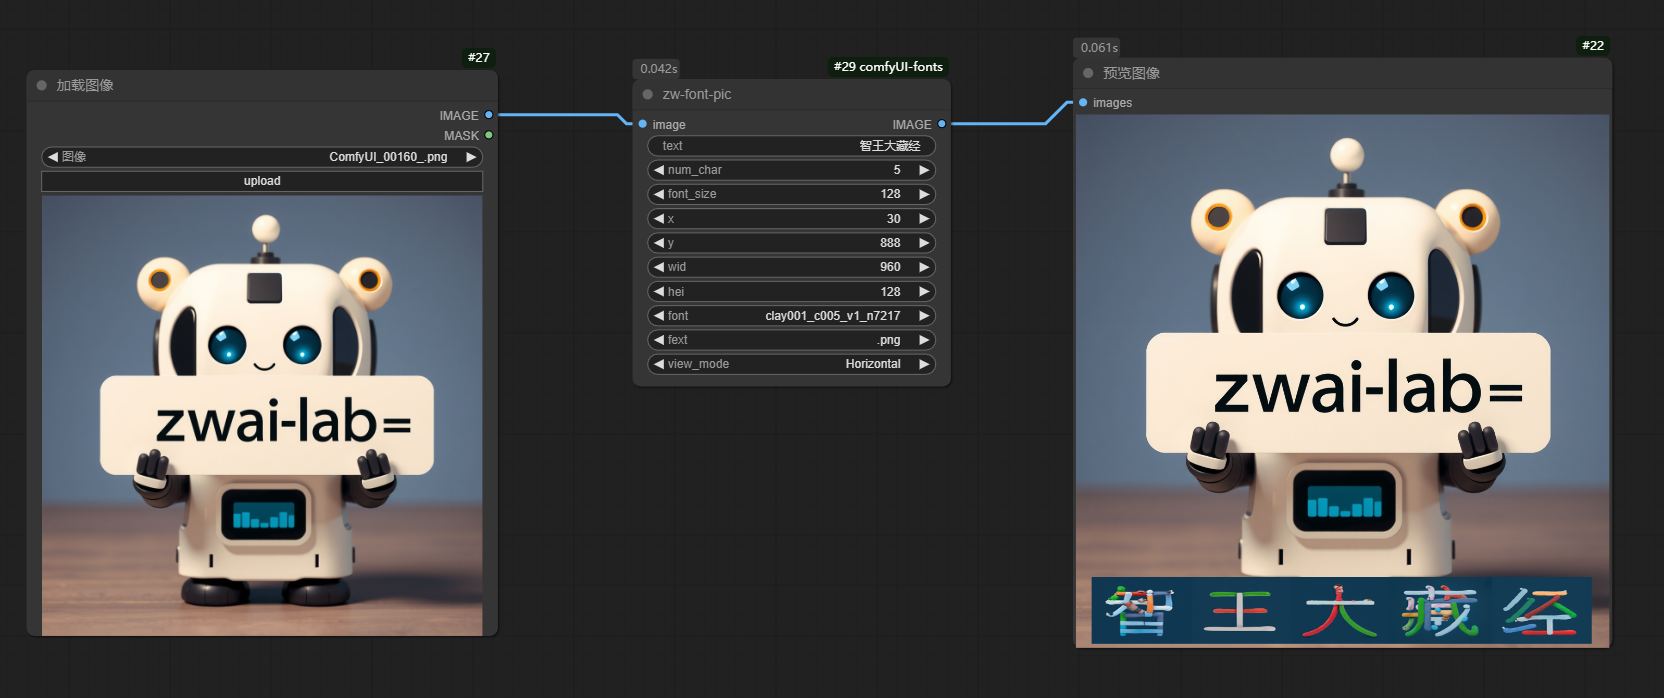 #27
加载图像
IMAGE
MASK
图像 ComfyUI_00160_.png
upload
zwai-lab=
0.042s
#29 comfyUI-fonts
zw-font-pic
image IMAGE
text 智王大藏经
num_char 5
font_size 128
x 30
y 888
wid 960
hei 128
font clay001_c005_v1_n7217
fext .png
view_mode Horizontal
0.061s
#22
预览图像
images
zwai-lab=
智王大藏经